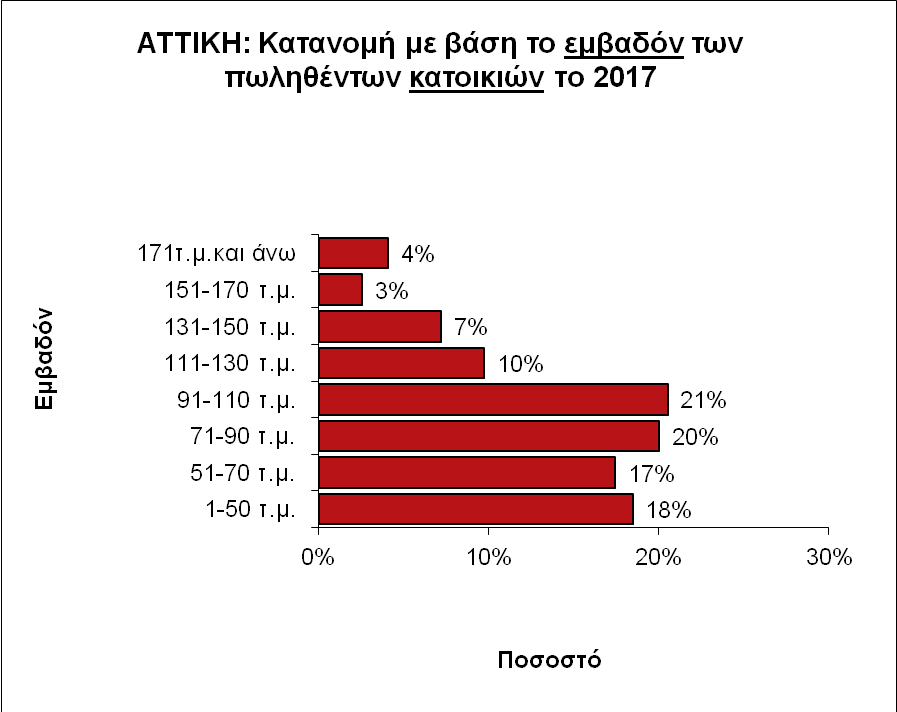 ΑΤΤΙΚΗ: Κατανομή με βάση το εμβαδόν των
πωληθέντων κατοικιών το 2017
Εμβαδόν
171τ.μ.και άνω 4%
151-170 τ.μ. 3%
131-150 τ.μ. 7%
111-130 τ.μ. 10%
91-110 τ.μ. 21%
71-90 τ.μ. 20%
51-70 τ.μ. 17%
1-50 τ.μ. 18%
0% 10% 20% 30%
Ποσοστό